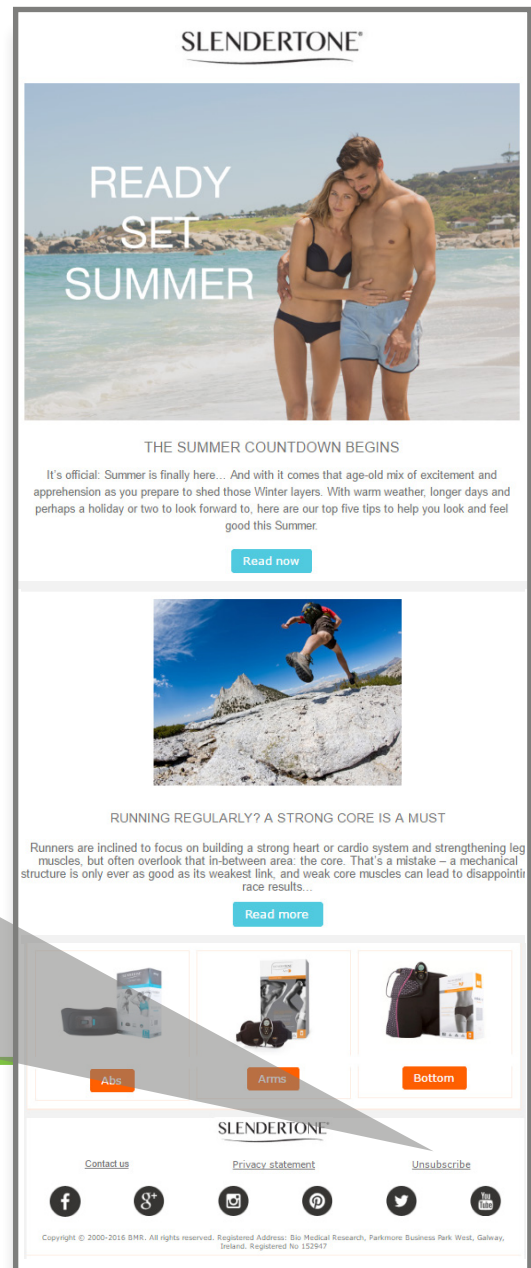 SLENDERTONE®
READY
SET
SUMMER
THE SUMMER COUNTDOWN BEGINS
It's official: Summer is finally here… And with it comes that age-old mix of excitement and
apprehension as you prepare to shed those Winter layers. With warm weather, longer days and
perhaps a holiday or two to look forward to, here are our top five tips to help you look and feel
good this Summer.
Read now
RUNNING REGULARLY? A STRONG CORE IS A MUST
Runners are inclined to focus on building a strong heart or cardio system and strengthening leg
muscles, but often overlook that in-between area: the core. That's a mistake – a mechanical
structure is only ever as good as its weakest link, and weak core muscles can lead to disappointin
race results...
Read more
Abs
Arms
Bottom
SLENDERTONE®
Contact us
Privacy statement
Unsubscribe
f
g+
You
Tube
Copyright © 2000-2016 BMR. All rights reserved. Registered Address: Bio Medical Research, Parkmore Business Park West, Galway,
Ireland. Registered No 152947